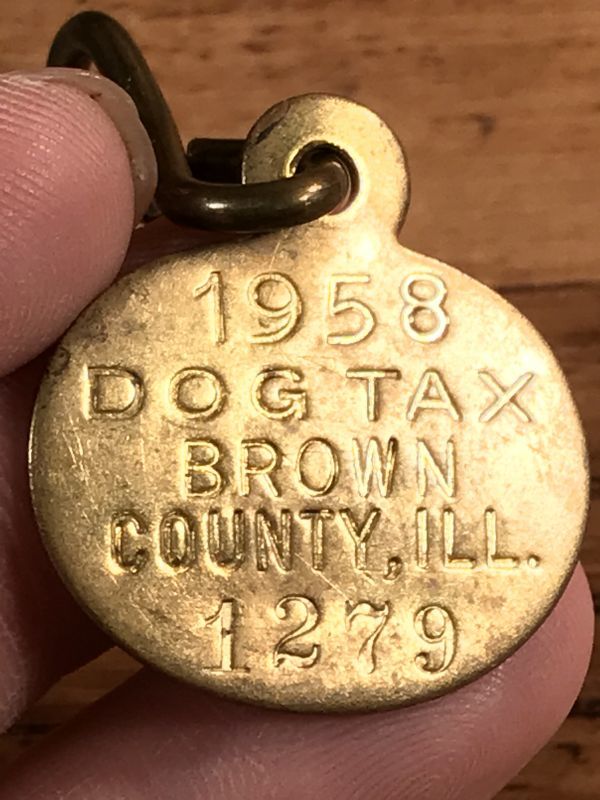 1958
DOG TAX
BROWN
COUNTY, ILL.
1279